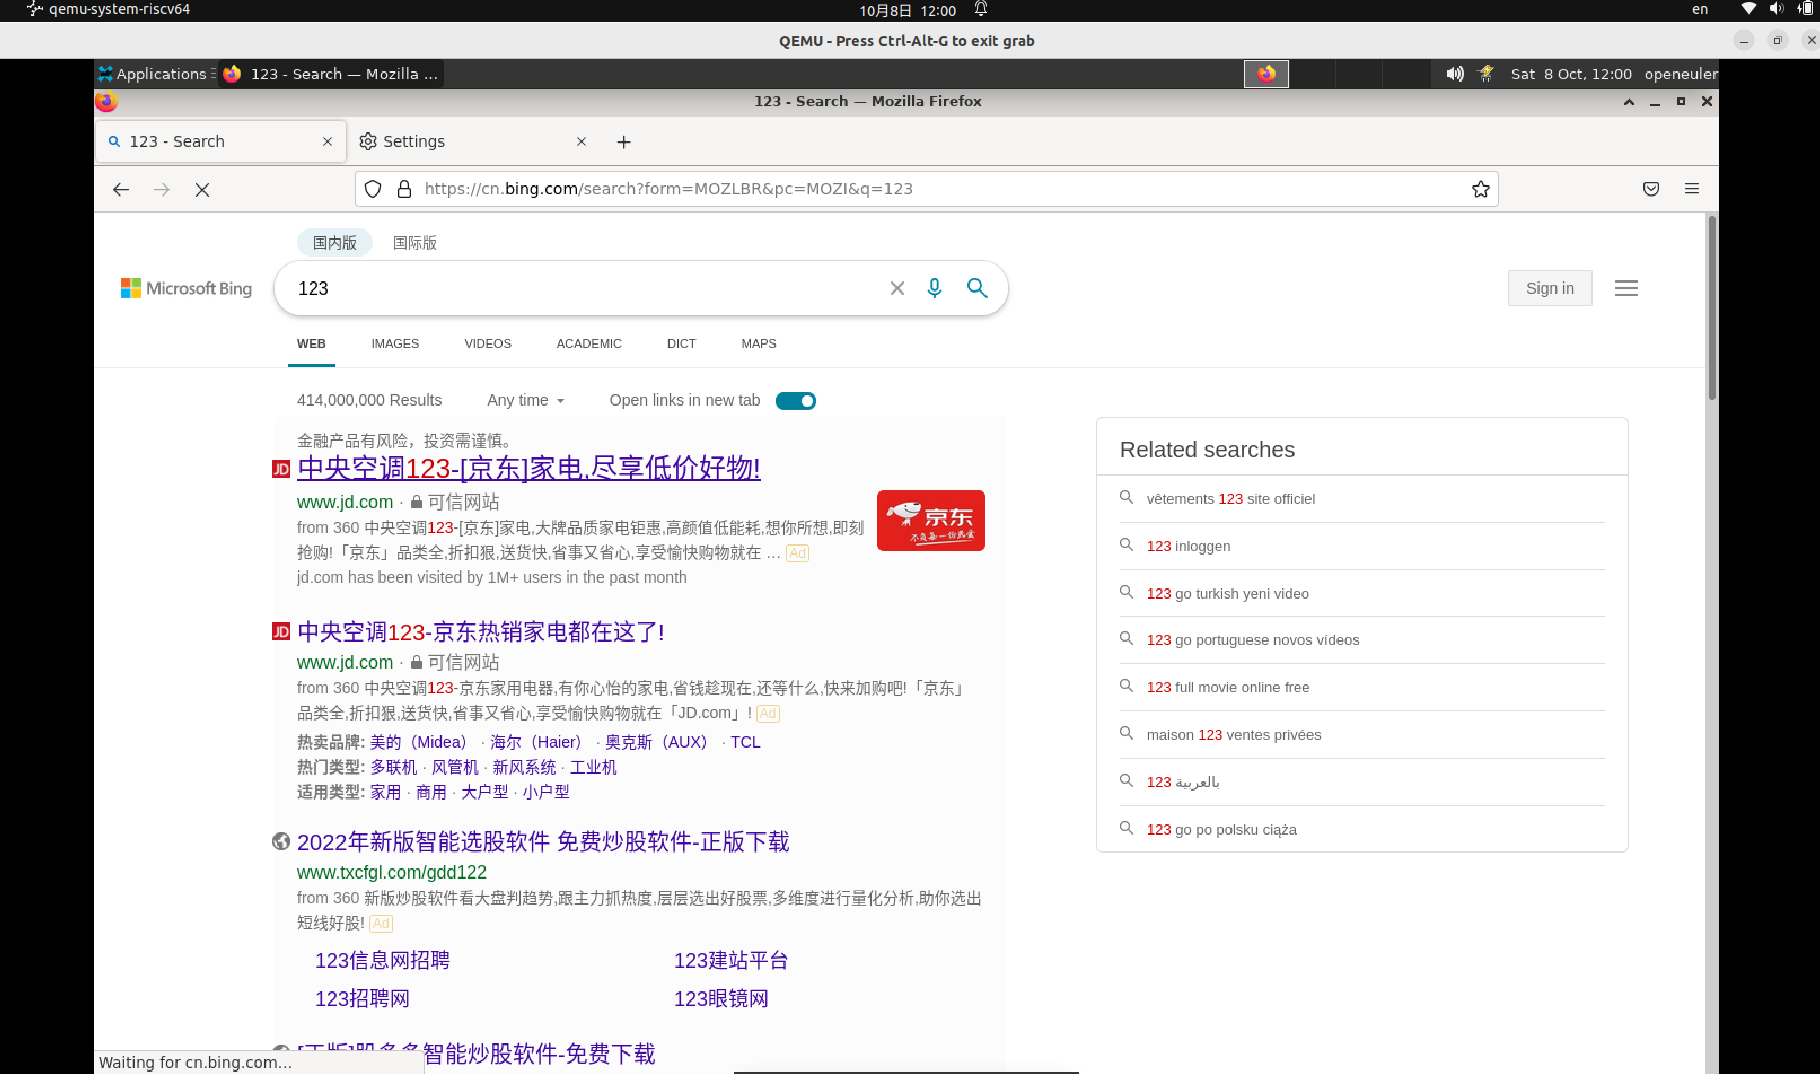 qemu-system-riscv64
10月8日 12:00
en
QEMU - Press Ctrl-Alt-G to exit grab
Applications
123 - Search — Mozilla ...
Sat 8 Oct, 12:00 openeuler
123 - Search — Mozilla Firefox
123 - Search
Settings
https://cn.bing.com/search?form=MOZLBR&pc=MOZI&q=123
国内版 国际版
Microsoft Bing
123
Sign in
WEB IMAGES VIDEOS ACADEMIC DICT MAPS
414,000,000 Results Any time Open links in new tab
金融产品有风险，投资需谨慎。
JD 中央空调123-[京东]家电,尽享低价好物!
www.jd.com · 可信网站
from 360 中央空调123-[京东]家电,大牌品质家电钜惠,高颜值低能耗,想你所想,即刻
抢购!「京东」品类全,折扣狠,送货快,省事又省心,享受愉快购物就在 ... Ad
jd.com has been visited by 1M+ users in the past month
京东
不负每一份热爱
JD 中央空调123-京东热销家电都在这了!
www.jd.com · 可信网站
from 360 中央空调123-京东家用电器,有你心怡的家电,省钱趁现在,还等什么,快来加购吧!「京东」
品类全,折扣狠,送货快,省事又省心,享受愉快购物就在「JD.com」! Ad
热卖品牌: 美的（Midea） · 海尔（Haier） · 奥克斯（AUX） · TCL
热门类型: 多联机 · 风管机 · 新风系统 · 工业机
适用类型: 家用 · 商用 · 大户型 · 小户型
2022年新版智能选股软件 免费炒股软件-正版下载
www.txcfgl.com/gdd122
from 360 新版炒股软件看大盘判趋势,跟主力抓热度,层层选出好股票,多维度进行量化分析,助你选出
短线好股! Ad
123信息网招聘 123建站平台
123招聘网 123眼镜网
[正版]股多多智能炒股软件-免费下载
Related searches
vêtements 123 site officiel
123 inloggen
123 go turkish yeni video
123 go portuguese novos vídeos
123 full movie online free
maison 123 ventes privées
123 بالعربية
123 go po polsku ciąża
Waiting for cn.bing.com...